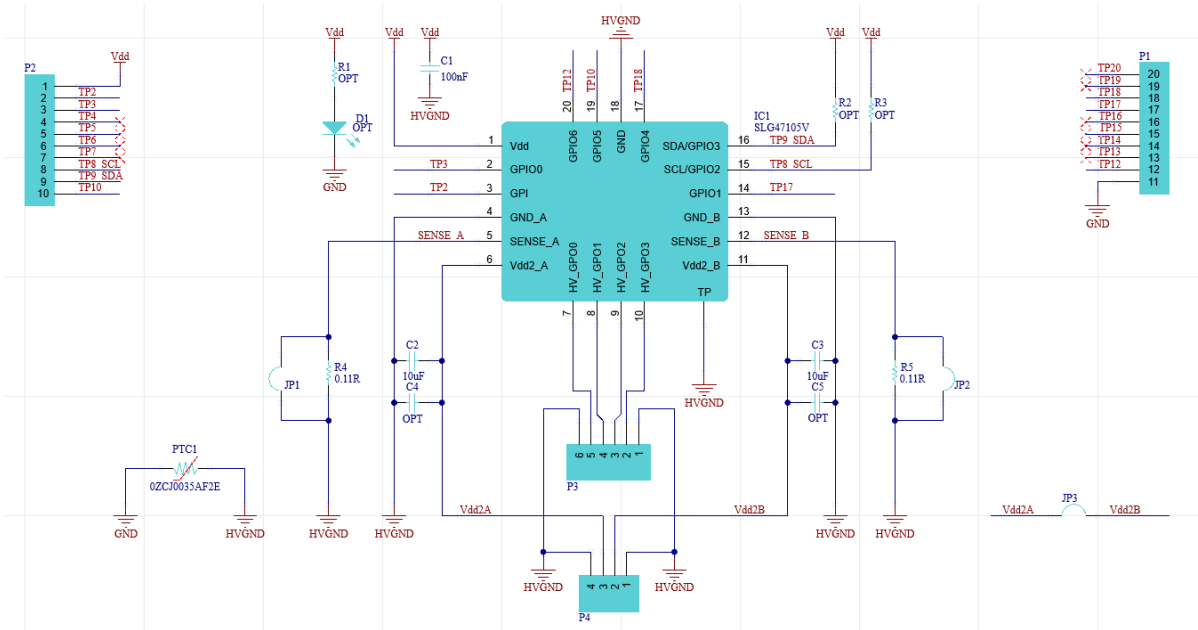 HVGND
Vdd
Vdd
Vdd
Vdd
Vdd
P2
Vdd
1
2
3
4
5
6
7
8
9
10
TP2
TP3
TP4
TP5
TP6
TP7
TP8_SCL
TP9_SDA
TP10
R1
OPT
D1
OPT
GND
C1
100nF
HVGND
TP12
TP10
TP18
20
19
18
17
GPIO6
GPIO5
GND
GPIO4
R2
OPT
R3
OPT
IC1
SLG47105V
1
Vdd
TP3
2
GPIO0
TP2
3
GPI
4
GND_A
SENSE_A
5
SENSE_A
6
Vdd2_A
SDA/GPIO3
16
TP9_SDA
SCL/GPIO2
15
TP8_SCL
GPIO1
14
TP17
GND_B
13
SENSE_B
12
SENSE_B
Vdd2_B
11
HV_GPO0
HV_GPO1
HV_GPO2
HV_GPO3
TP
7
8
9
10
HVGND
P1
TP20
TP19
TP18
TP17
TP16
TP15
TP14
TP13
TP12
20
19
18
17
16
15
14
13
12
11
GND
JP1
R4
0.11R
C2
10uF
C4
OPT
C3
10uF
C5
OPT
R5
0.11R
JP2
PTC1
0ZCJ0035AF2E
GND
HVGND
HVGND
HVGND
6
5
4
3
2
1
P3
Vdd2A
Vdd2B
HVGND
HVGND
JP3
Vdd2A
Vdd2B
HVGND
4
3
2
1
HVGND
P4